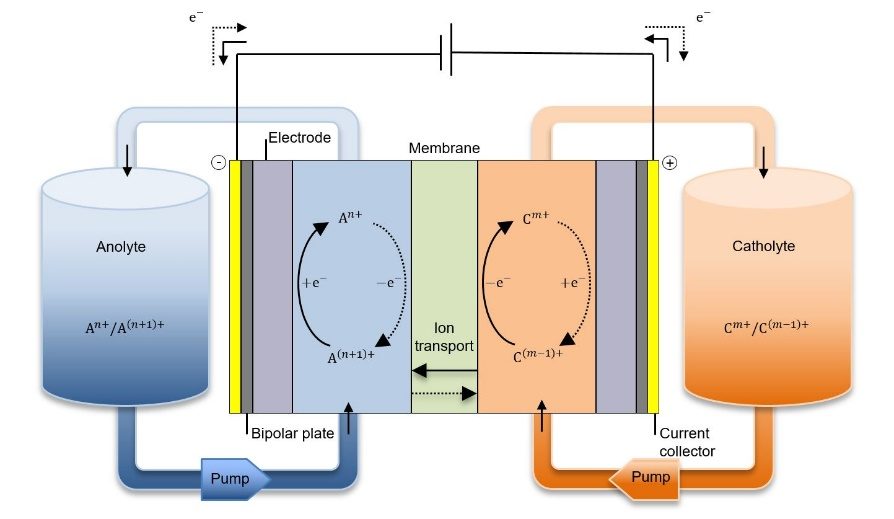 e⁻
e⁻
Electrode
Membrane
-
+
Aⁿ⁺
Cᵐ⁺
Anolyte
Catholyte
+e⁻
−e⁻
−e⁻
+e⁻
Aⁿ⁺/A⁽ⁿ⁺¹⁾⁺
Ion
transport
Cᵐ⁺/C⁽ᵐ⁻¹⁾⁺
A⁽ⁿ⁺¹⁾⁺
C⁽ᵐ⁻¹⁾⁺
Bipolar plate
Current
collector
Pump
Pump